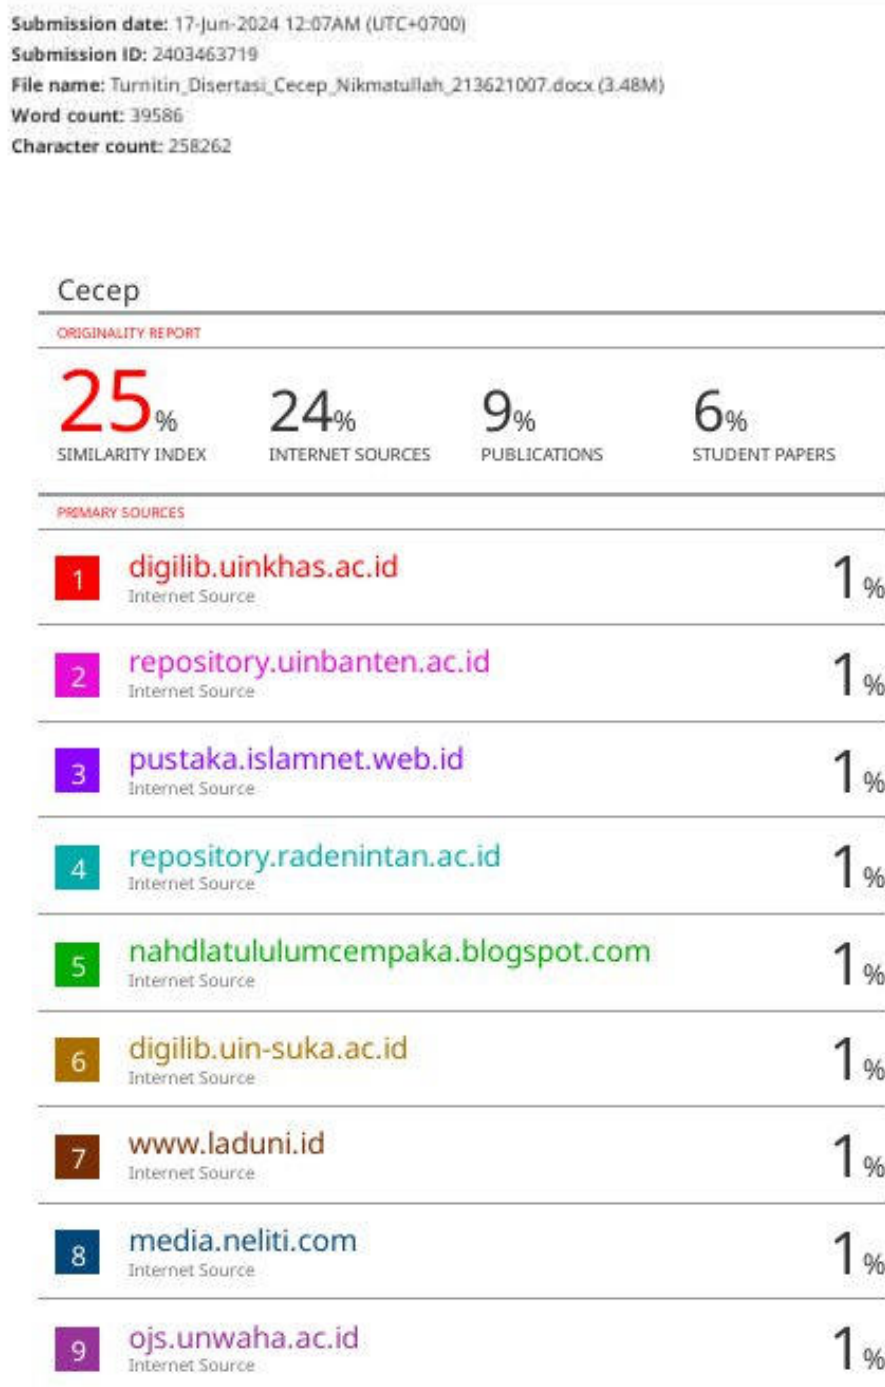 Submission date: 17-Jun-2024 12:07AM (UTC+0700)
Submission ID: 2403463719
File name: Turnitin_Disertasi_Cecep_Nikmatullah_213621007.docx (3.48M)
Word count: 39586
Character count: 258262
Cecep
ORIGINALITY REPORT
25% 24% 9% 6%
SIMILARITY INDEX INTERNET SOURCES PUBLICATIONS STUDENT PAPERS
PRIMARY SOURCES
1 digilib.uinkhas.ac.id 1%
Internet Source
2 repository.uinbanten.ac.id 1%
Internet Source
3 pustaka.islamnet.web.id 1%
Internet Source
4 repository.radenintan.ac.id 1%
Internet Source
5 nahdlatululumcempaka.blogspot.com 1%
Internet Source
6 digilib.uin-suka.ac.id 1%
Internet Source
7 www.laduni.id 1%
Internet Source
8 media.neliti.com 1%
Internet Source
9 ojs.unwaha.ac.id 1%
Internet Source